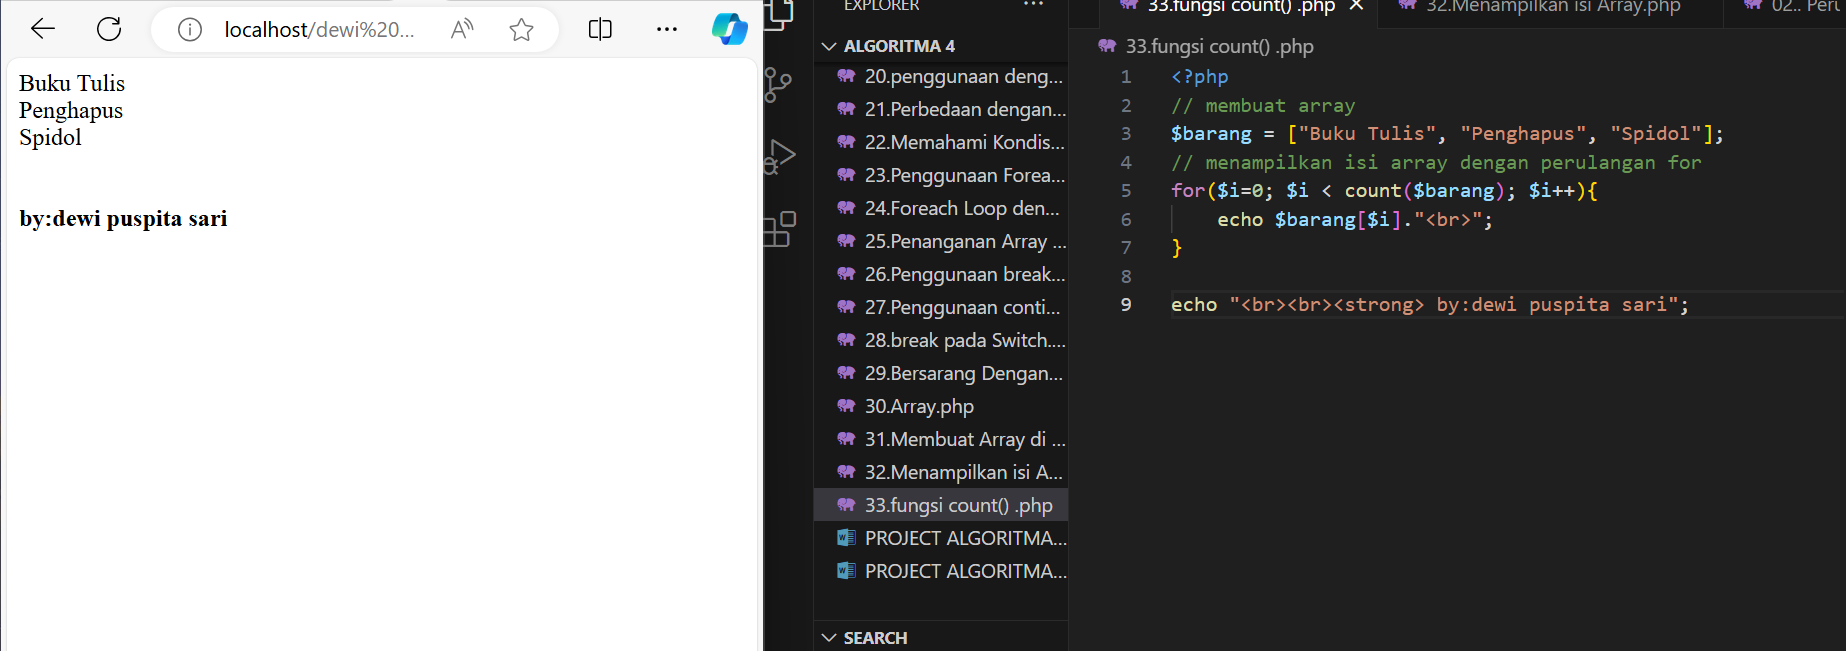 localhost/dewi%20...
Buku Tulis
Penghapus
Spidol
by:dewi puspita sari
EXPLORER
ALGORITMA 4
20.penggunaan deng...
21.Perbedaan dengan...
22.Memahami Kondis...
23.Penggunaan Forea...
24.Foreach Loop den...
25.Penanganan Array ...
26.Penggunaan break...
27.Penggunaan conti...
28.break pada Switch....
29.Bersarang Dengan...
30.Array.php
31.Membuat Array di ...
32.Menampilkan isi A...
33.fungsi count() .php
PROJECT ALGORITMA...
PROJECT ALGORITMA...
SEARCH
33.fungsi count() .php
32.Menampilkan isi Array.php
02.. Peru
33.fungsi count() .php
1 <?php
2 // membuat array
3 $barang = ["Buku Tulis", "Penghapus", "Spidol"];
4 // menampilkan isi array dengan perulangan for
5 for($i=0; $i < count($barang); $i++){
6 echo $barang[$i]."<br>";
7 }
8
9 echo "<br><br><strong> by:dewi puspita sari";